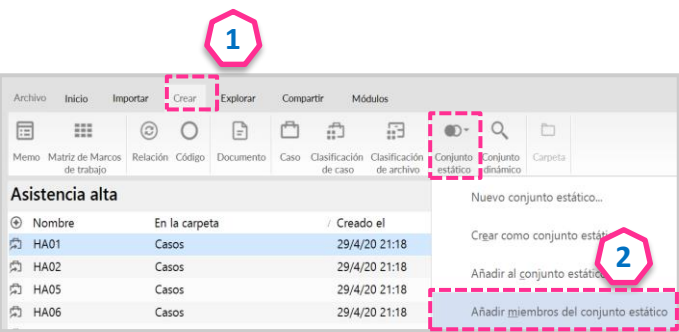 1
Archivo Inicio Importar Crear Explorar Compartir Módulos
Memo Matriz de Marcos de trabajo Relación Código Documento Caso Clasificación de caso Clasificación de archivo Conjunto estático Conjunto dinámico Carpeta
Asistencia alta
Nombre En la carpeta Creado el
HA01 Casos 29/4/20 21:18
HA02 Casos 29/4/20 21:18
HA05 Casos 29/4/20 21:18
HA06 Casos 29/4/20 21:18
Nuevo conjunto estático...
Crear como conjunto
2
Añadir al conjunto
Añadir miembros del conjunto estático